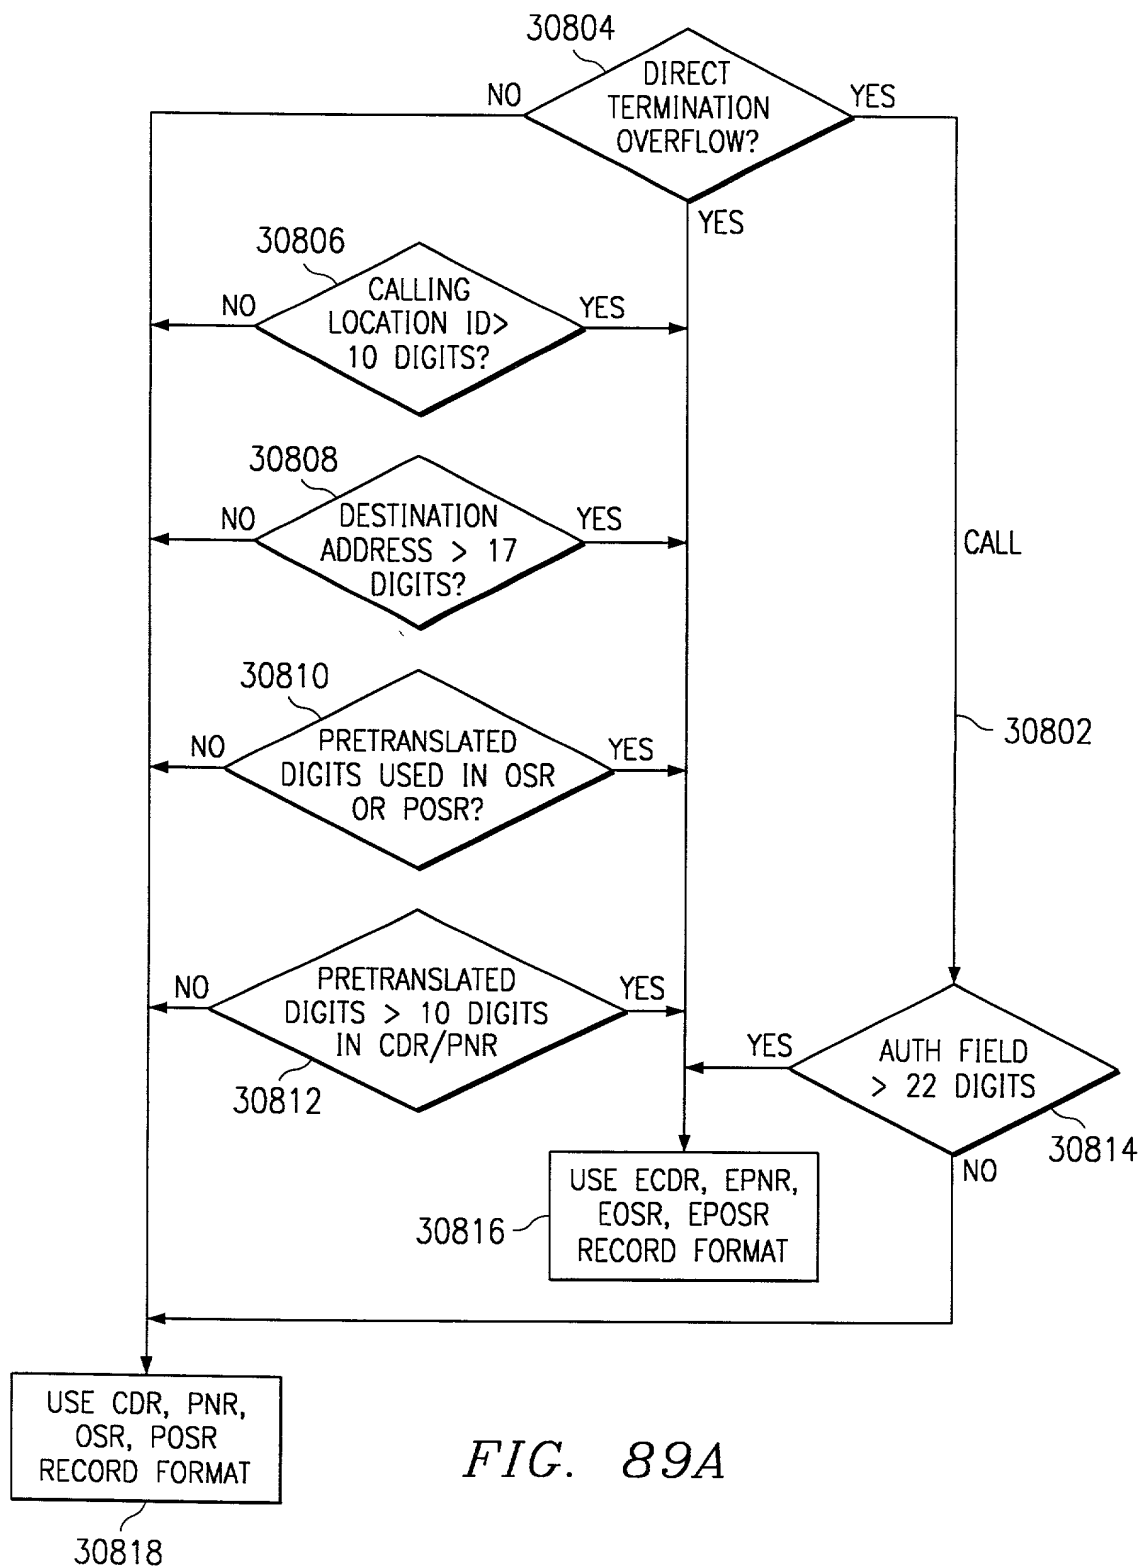 30804
DIRECT
TERMINATION
OVERFLOW?
NO
YES
YES
30806
CALLING
LOCATION ID>
10 DIGITS?
NO
YES
30808
DESTINATION
ADDRESS > 17
DIGITS?
NO
YES
CALL
30810
PRETRANSLATED
DIGITS USED IN OSR
OR POSR?
NO
YES
30802
PRETRANSLATED
DIGITS > 10 DIGITS
IN CDR/PNR
NO
YES
30812
AUTH FIELD
> 22 DIGITS
YES
30814
NO
USE ECDR, EPNR,
EOSR, EPOSR
RECORD FORMAT
30816
USE CDR, PNR,
OSR, POSR
RECORD FORMAT
30818
FIG. 89A